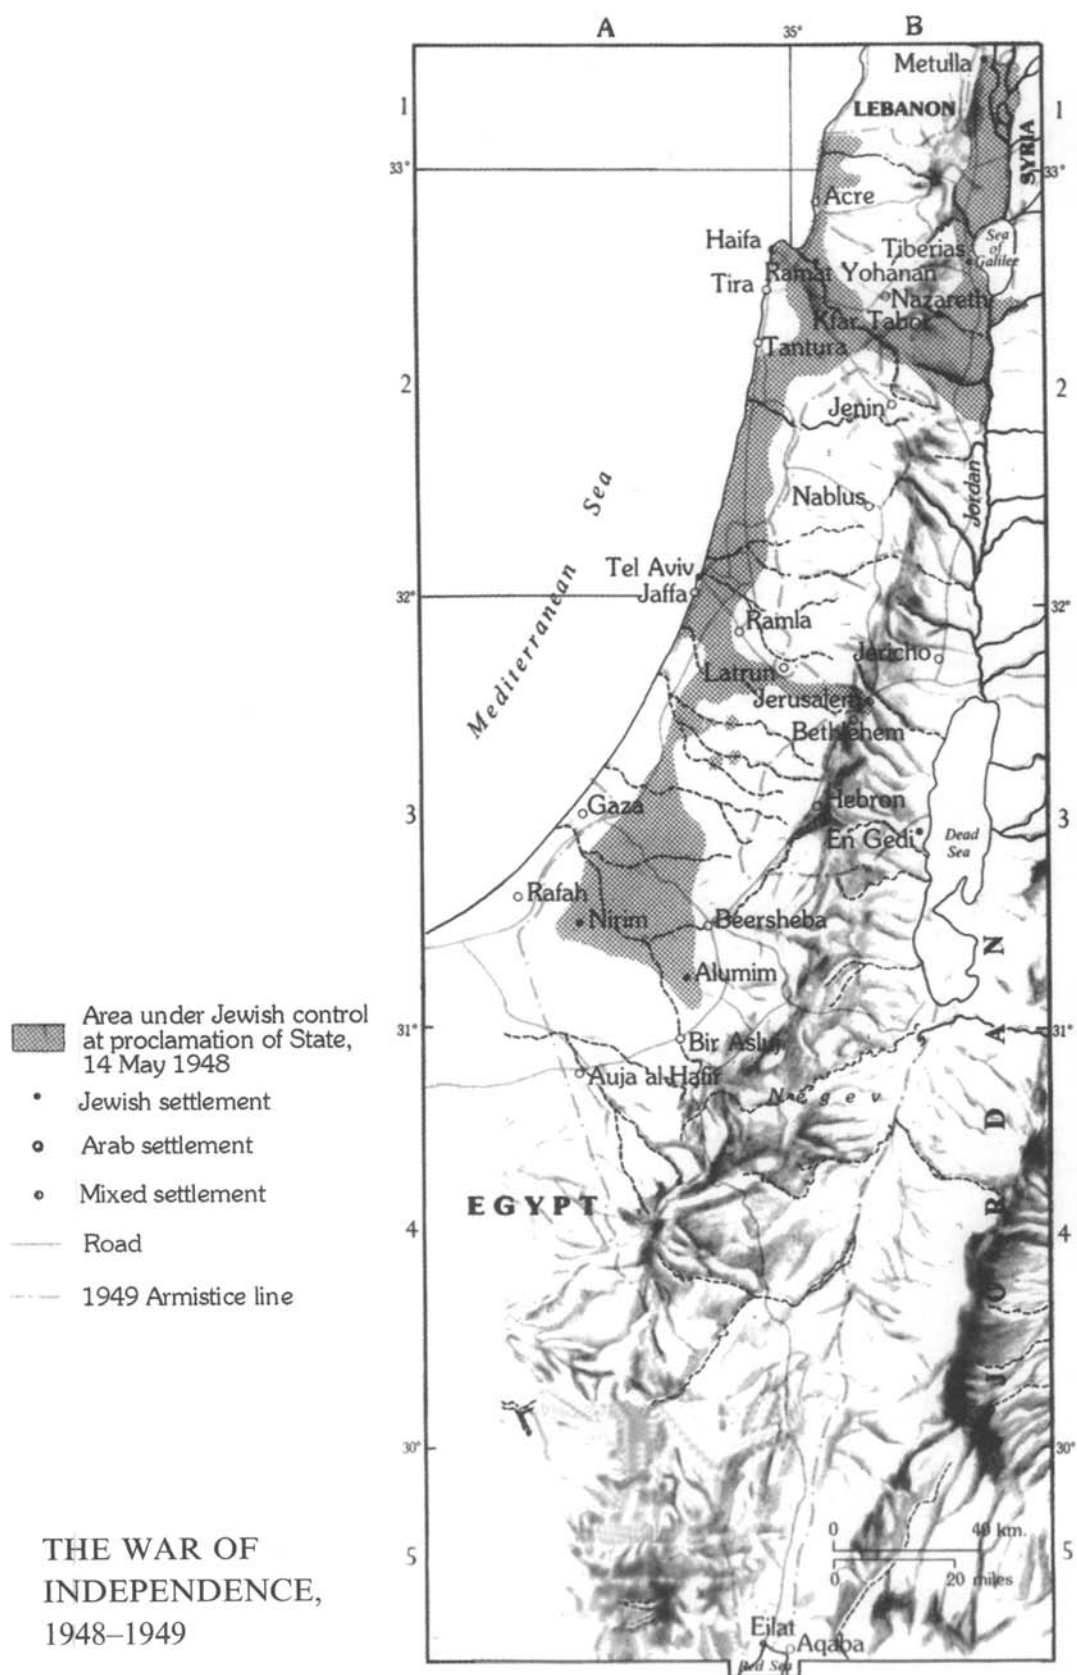 A
35°
B
Metulla
1
LEBANON
1
SYRIA
33°
33°
Acre
Haifa
Tiberias
Sea
of
Galilee
Ramat Yohanan
Tira
Nazareth
Kfar Tabor
Tantura
2
2
Jenin
Jordan
Nablus
Mediterranean Sea
Tel Aviv
Jaffa
32°
32°
Ramla
Jericho
Latrun
Jerusalem
Bethlehem
3
Gaza
Hebron
3
En Gedi
Dead
Sea
Rafah
Nirim
Beersheba
Alumim
JORDAN
Area under Jewish control
at proclamation of State,
14 May 1948
31°
31°
Bir Asluj
Auja al Hafir
Negev
Jewish settlement
Arab settlement
Mixed settlement
EGYPT
4
4
Road
1949 Armistice line
30°
30°
0 40 km.
0 20 miles
5
5
THE WAR OF
INDEPENDENCE,
1948–1949
Eilat
Aqaba
Red Sea